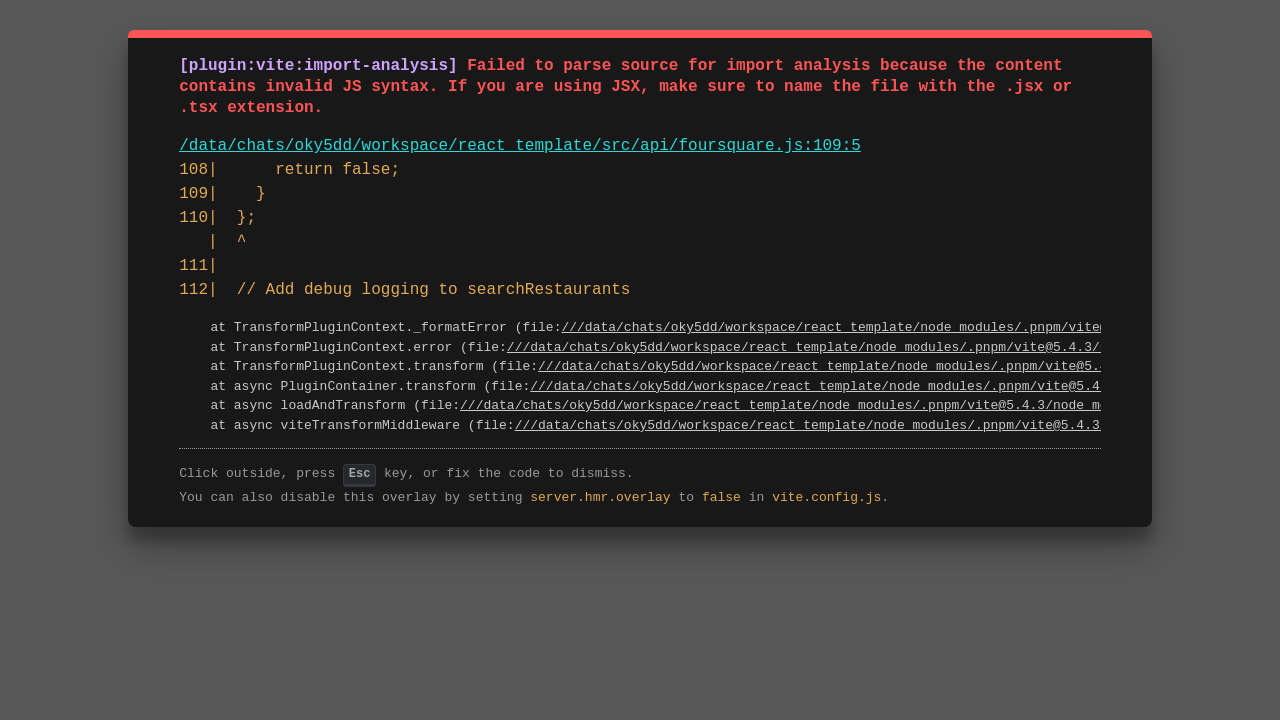 [plugin:vite:import-analysis] Failed to parse source for import analysis because the content
contains invalid JS syntax. If you are using JSX, make sure to name the file with the .jsx or
.tsx extension.
/data/chats/oky5dd/workspace/react_template/src/api/foursquare.js:109:5
108|      return false;
109|    }
110|  };
   |  ^
111|
112|  // Add debug logging to searchRestaurants
at TransformPluginContext._formatError (file:///data/chats/oky5dd/workspace/react_template/node_modules/.pnpm/vite
at TransformPluginContext.error (file:///data/chats/oky5dd/workspace/react_template/node_modules/.pnpm/vite@5.4.3/
at TransformPluginContext.transform (file:///data/chats/oky5dd/workspace/react_template/node_modules/.pnpm/vite@5.
at async PluginContainer.transform (file:///data/chats/oky5dd/workspace/react_template/node_modules/.pnpm/vite@5.4
at async loadAndTransform (file:///data/chats/oky5dd/workspace/react_template/node_modules/.pnpm/vite@5.4.3/node_m
at async viteTransformMiddleware (file:///data/chats/oky5dd/workspace/react_template/node_modules/.pnpm/vite@5.4.3
Click outside, press Esc key, or fix the code to dismiss.
You can also disable this overlay by setting server.hmr.overlay to false in vite.config.js.